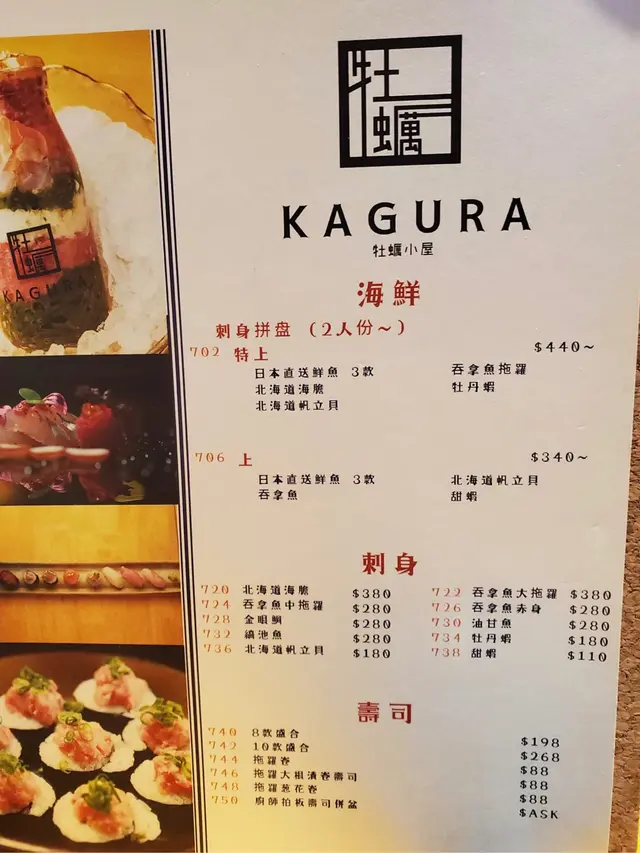 牡蠣
KAGURA
牡蠣小屋
牡蠣
KAGURA
海鮮
刺身拼盘 (2人份～)
702 特上 $440~
日本直送鮮魚 3款 吞拿魚拖羅
北海道海膽 牡丹蝦
北海道帆立貝
706 上 $340~
日本直送鮮魚 3款 北海道帆立貝
吞拿魚 甜蝦
刺身
720 北海道海膽 $380 722 吞拿魚大拖羅 $380
724 吞拿魚中拖羅 $280 726 吞拿魚赤身 $280
728 金眼鯛 $280 730 油甘魚 $280
732 縞池魚 $280 734 牡丹蝦 $180
736 北海道帆立貝 $180 738 甜蝦 $110
壽司
740 8款盛合 $198
742 10款盛合 $268
744 拖羅卷 $88
746 拖羅大根漬卷壽司 $88
748 拖羅葱花卷 $88
750 廚師拍板壽司併盆 $ASK